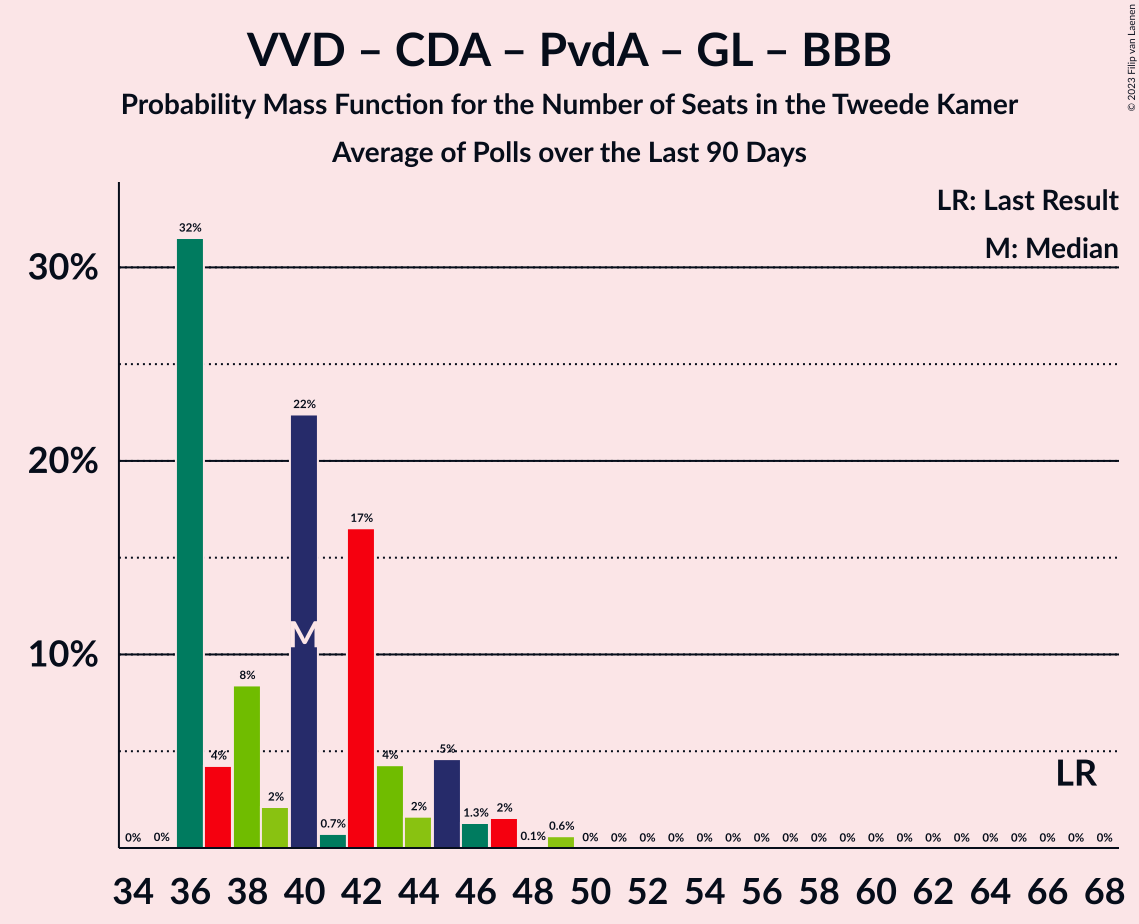 VVD – CDA – PvdA – GL – BBB
Probability Mass Function for the Number of Seats in the Tweede Kamer
Average of Polls over the Last 90 Days
© 2023 Filip van Laenen
LR: Last Result
M: Median
30%
20%
10%
0% 0% 32% 4% 8% 2% 22% 0.7% 17% 4% 2% 5% 1.3% 2% 0.1% 0.6% 0% 0% 0% 0% 0% 0% 0% 0% 0% 0% 0% 0% 0% 0% 0% 0% 0% 0% 0%
M
LR
34 36 38 40 42 44 46 48 50 52 54 56 58 60 62 64 66 68